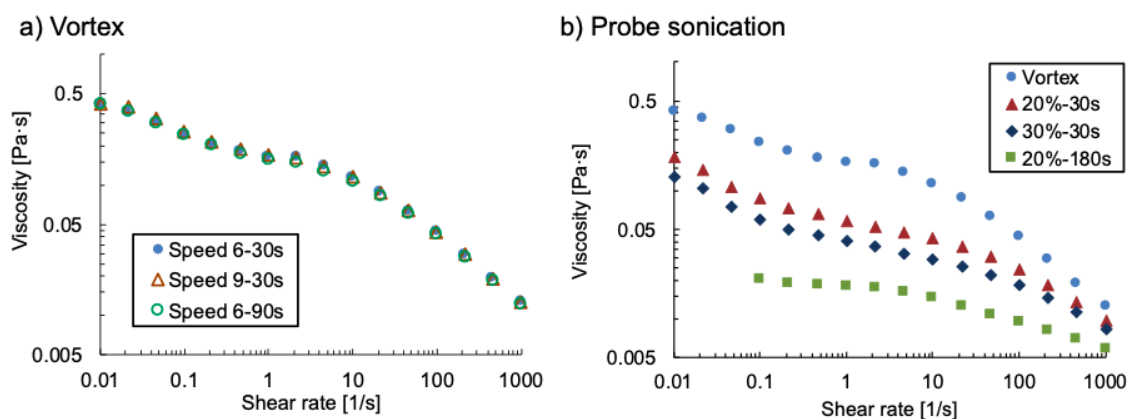 a) Vortex
Viscosity [Pa·s]
0.5
0.05
0.005
Speed 6-30s
Speed 9-30s
Speed 6-90s
0.01 0.1 1 10 100 1000
Shear rate [1/s]
b) Probe sonication
Viscosity [Pa·s]
0.5
0.05
0.005
Vortex
20%-30s
30%-30s
20%-180s
0.01 0.1 1 10 100 1000
Shear rate [1/s]